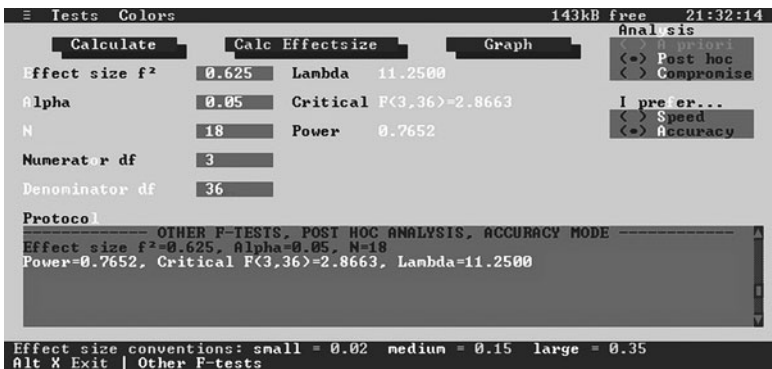 ≡ Tests Colors 143kB free 21:32:14
Calculate Calc Effectsize Graph
Analysis
( ) A priori
(•) Post hoc
( ) Compromise
Effect size f² 0.625 Lambda 11.2500
Alpha 0.05 Critical F(3,36)=2.8663
I prefer...
( ) Speed
(•) Accuracy
N 18 Power 0.7652
Numerator df 3
Denominator df 36
Protocol
------------- OTHER F-TESTS, POST HOC ANALYSIS, ACCURACY MODE -------------
Effect size f²=0.625, Alpha=0.05, N=18
Power=0.7652, Critical F(3,36)=2.8663, Lambda=11.2500
Effect size conventions: small = 0.02 medium = 0.15 large = 0.35
Alt X Exit | Other F-tests